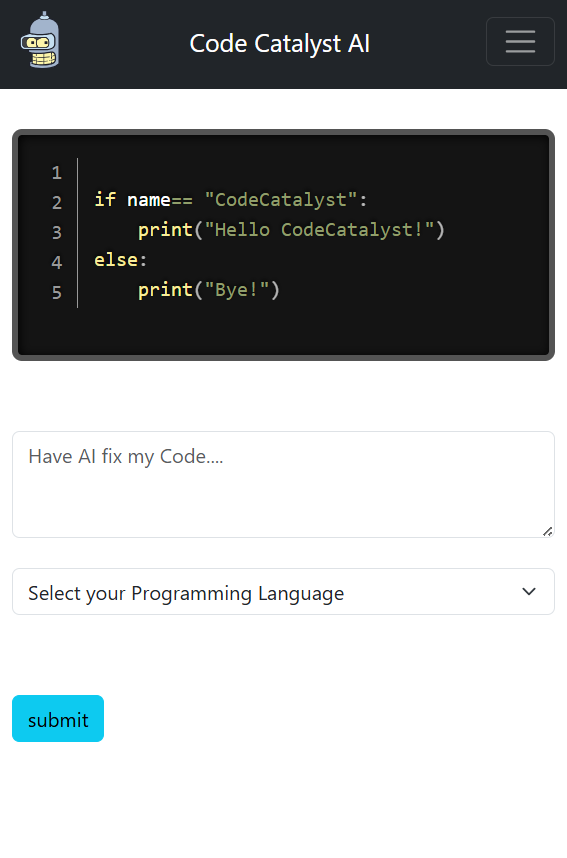 Code Catalyst AI
1
2 if name== "CodeCatalyst":
3     print("Hello CodeCatalyst!")
4 else:
5     print("Bye!")
Have AI fix my Code....
Select your Programming Language
submit